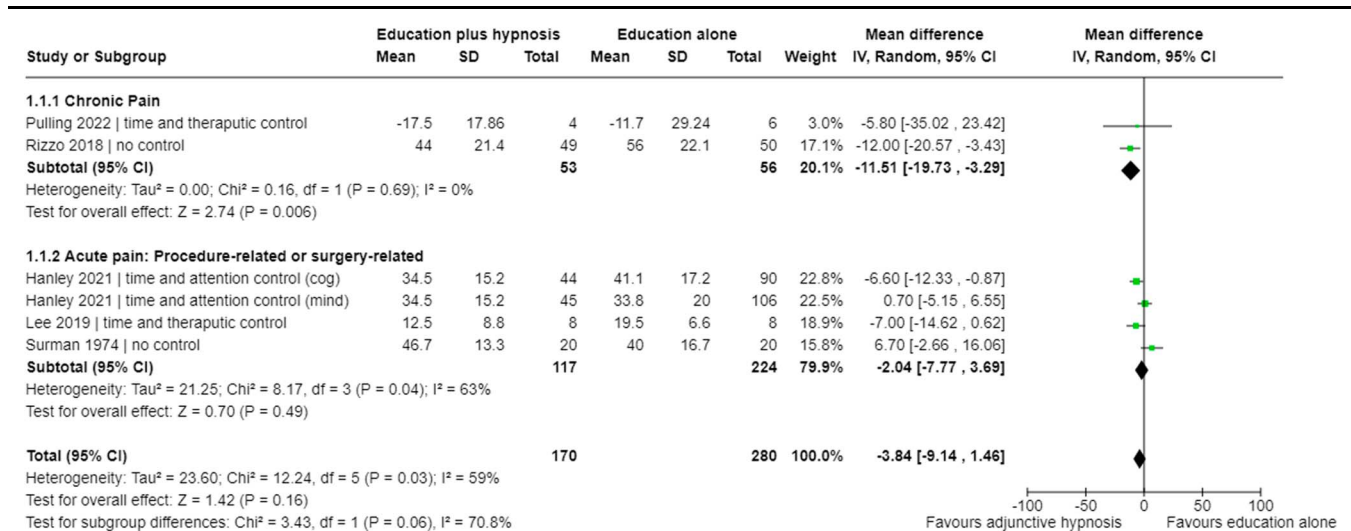 Education plus hypnosis Education alone Mean difference Mean difference
Study or Subgroup Mean SD Total Mean SD Total Weight IV, Random, 95% CI IV, Random, 95% CI
1.1.1 Chronic Pain
Pulling 2022 | time and theraputic control -17.5 17.86 4 -11.7 29.24 6 3.0% -5.80 [-35.02 , 23.42]
Rizzo 2018 | no control 44 21.4 49 56 22.1 50 17.1% -12.00 [-20.57 , -3.43]
Subtotal (95% CI) 53 56 20.1% -11.51 [-19.73 , -3.29]
Heterogeneity: Tau² = 0.00; Chi² = 0.16, df = 1 (P = 0.69); I² = 0%
Test for overall effect: Z = 2.74 (P = 0.006)
1.1.2 Acute pain: Procedure-related or surgery-related
Hanley 2021 | time and attention control (cog) 34.5 15.2 44 41.1 17.2 90 22.8% -6.60 [-12.33 , -0.87]
Hanley 2021 | time and attention control (mind) 34.5 15.2 45 33.8 20 106 22.5% 0.70 [-5.15 , 6.55]
Lee 2019 | time and theraputic control 12.5 8.8 8 19.5 6.6 8 18.9% -7.00 [-14.62 , 0.62]
Surman 1974 | no control 46.7 13.3 20 40 16.7 20 15.8% 6.70 [-2.66 , 16.06]
Subtotal (95% CI) 117 224 79.9% -2.04 [-7.77 , 3.69]
Heterogeneity: Tau² = 21.25; Chi² = 8.17, df = 3 (P = 0.04); I² = 63%
Test for overall effect: Z = 0.70 (P = 0.49)
Total (95% CI) 170 280 100.0% -3.84 [-9.14 , 1.46]
Heterogeneity: Tau² = 23.60; Chi² = 12.24, df = 5 (P = 0.03); I² = 59%
Test for overall effect: Z = 1.42 (P = 0.16)
-100 -50 0 50 100
Test for subgroup differences: Chi² = 3.43, df = 1 (P = 0.06), I² = 70.8%
Favours adjunctive hypnosis Favours education alone